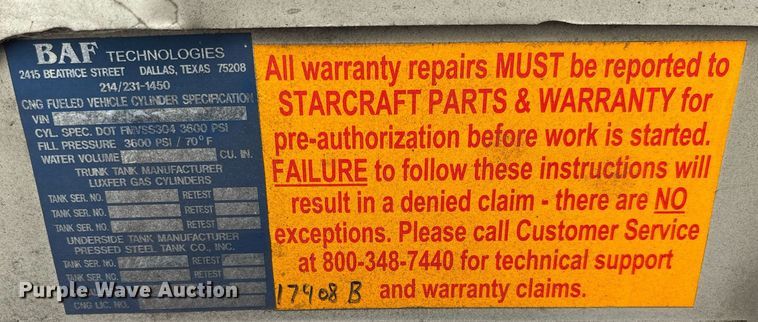 BAF TECHNOLOGIES
2415 BEATRICE STREET DALLAS, TEXAS 75208
214/231-1450
CNG FUELED VEHICLE CYLINDER SPECIFICATION
VIN
CYL. SPEC. DOT FMVSS304 3600 PSI
FILL PRESSURE 3600 PSI / 70° F
WATER VOLUME CU. IN.
TRUNK TANK MANUFACTURER
LUXFER GAS CYLINDERS
TANK SER. NO. RETEST
TANK SER. NO. RETEST
TANK SER. NO. RETEST
UNDERSIDE TANK MANUFACTURER
PRESSED STEEL TANK CO., INC.
TANK SER. NO. RETEST
TANK SER. NO. RETEST
CNG LIC. NO.
All warranty repairs MUST be reported to
STARCRAFT PARTS & WARRANTY for
pre-authorization before work is started.
FAILURE to follow these instructions will
result in a denied claim - there are NO
exceptions. Please call Customer Service
at 800-348-7440 for technical support
17408 B and warranty claims.
Purple Wave Auction